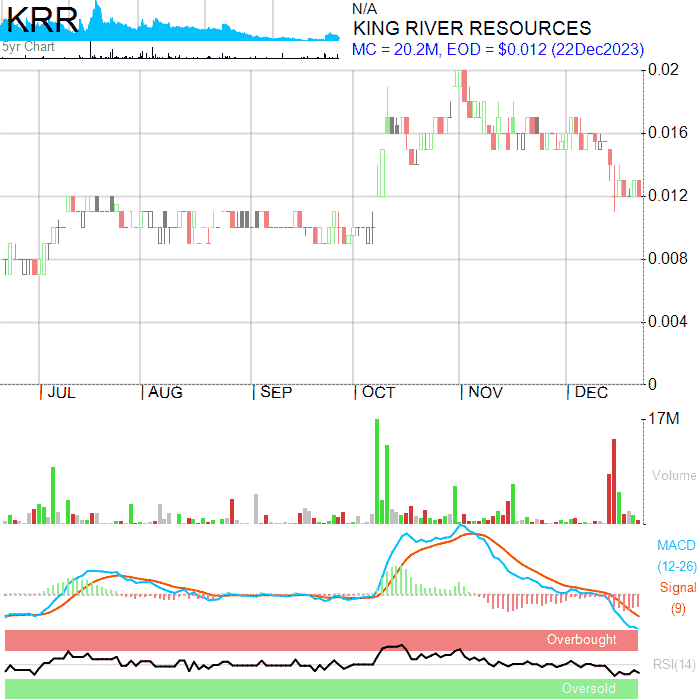 KRR
5yr Chart
N/A
KING RIVER RESOURCES
MC = 20.2M, EOD = $0.012 (22Dec2023)
0.02
0.016
0.012
0.008
0.004
0
JUL AUG SEP OCT NOV DEC
17M
Volume
MACD
(12-26)
Signal
(9)
Overbought
RSI(14)
Oversold